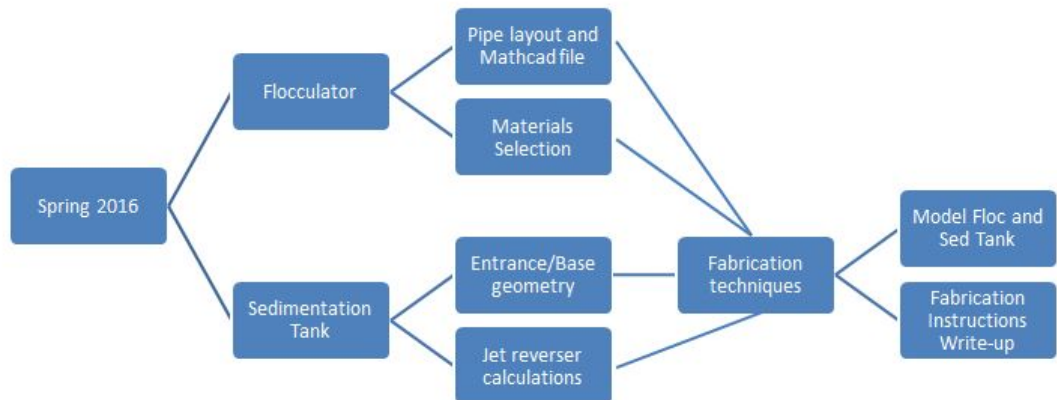 Spring 2016
Flocculator
Sedimentation
Tank
Pipe layout and
Mathcad file
Materials
Selection
Entrance/Base
geometry
Jet reverser
calculations
Fabrication
techniques
Model Floc and
Sed Tank
Fabrication
Instructions
Write-up